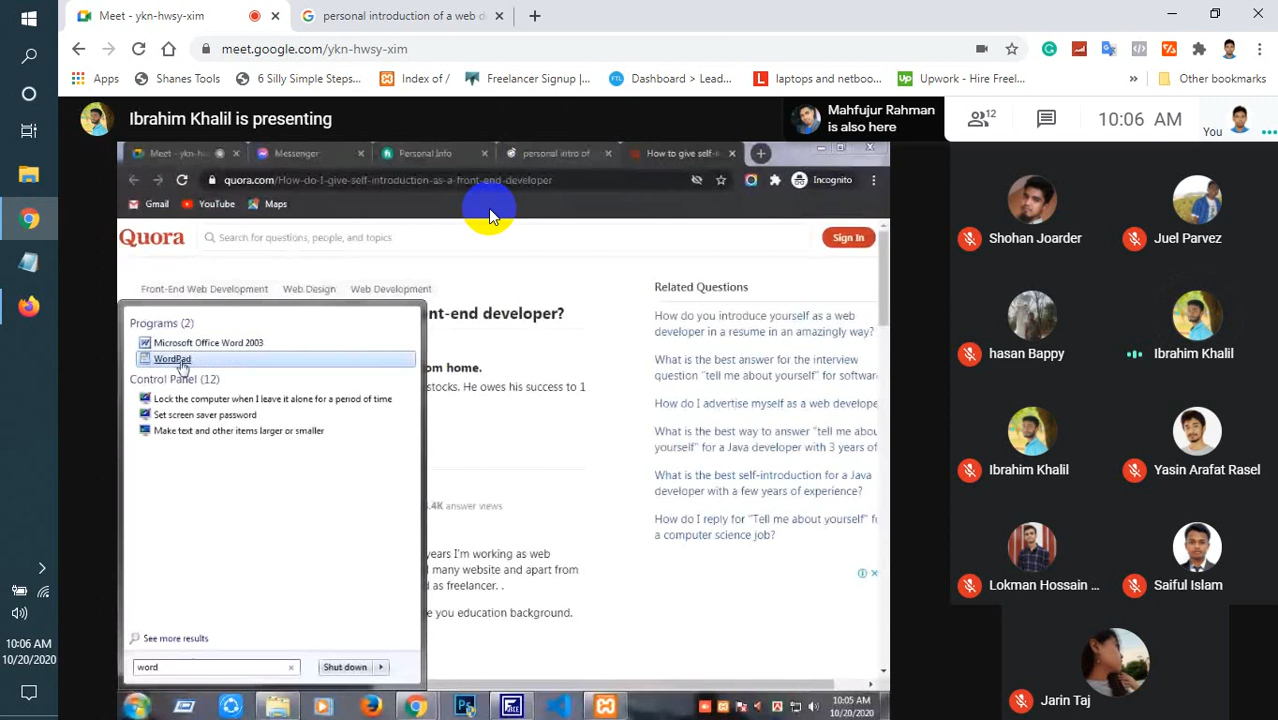 Meet - ykn-hwsy-xim
personal introduction of a web d
meet.google.com/ykn-hwsy-xim
Apps
Shanes Tools
6 Silly Simple Steps...
Index of /
Freelancer Signup |...
Dashboard > Lead...
laptops and netboo...
Upwork - Hire Freel...
»
Other bookmarks
Ibrahim Khalil is presenting
Mahfujur Rahman
is also here
12
10:06 AM
You
Meet - ykn-h
Messenger
Personal Info
personal intro of
How to give self-i
quora.com/How-do-I-give-self-introduction-as-a-front-end-developer
Incognito
Gmail
YouTube
Maps
Quora
Search for questions, people, and topics
Sign In
Front-End Web Development
Web Design
Web Development
nt-end developer?
om home.
stocks. He owes his success to 1
.4K answer views
years I'm working as web
many website and apart from
d as freelancer. .
e you education background.
Related Questions
How do you introduce yourself as a web
developer in a resume in an amazingly way?
What is the best answer for the interview
question "tell me about yourself" for softwar
How do I advertise myself as a web develope
What is the best way to answer "tell me abou
yourself" for a Java developer with 3 years of
What is the best self-introduction for a Java
developer with a few years of experience?
How do I reply for "Tell me about yourself" fo
a computer science job?
Programs (2)
Microsoft Office Word 2003
WordPad
Control Panel (12)
Lock the computer when I leave it alone for a period of time
Set screen saver password
Make text and other items larger or smaller
See more results
word
Shut down
10:05 AM
10/20/2020
Shohan Joarder
Juel Parvez
hasan Bappy
Ibrahim Khalil
Ibrahim Khalil
Yasin Arafat Rasel
Lokman Hossain ...
Saiful Islam
Jarin Taj
10:06 AM
10/20/2020